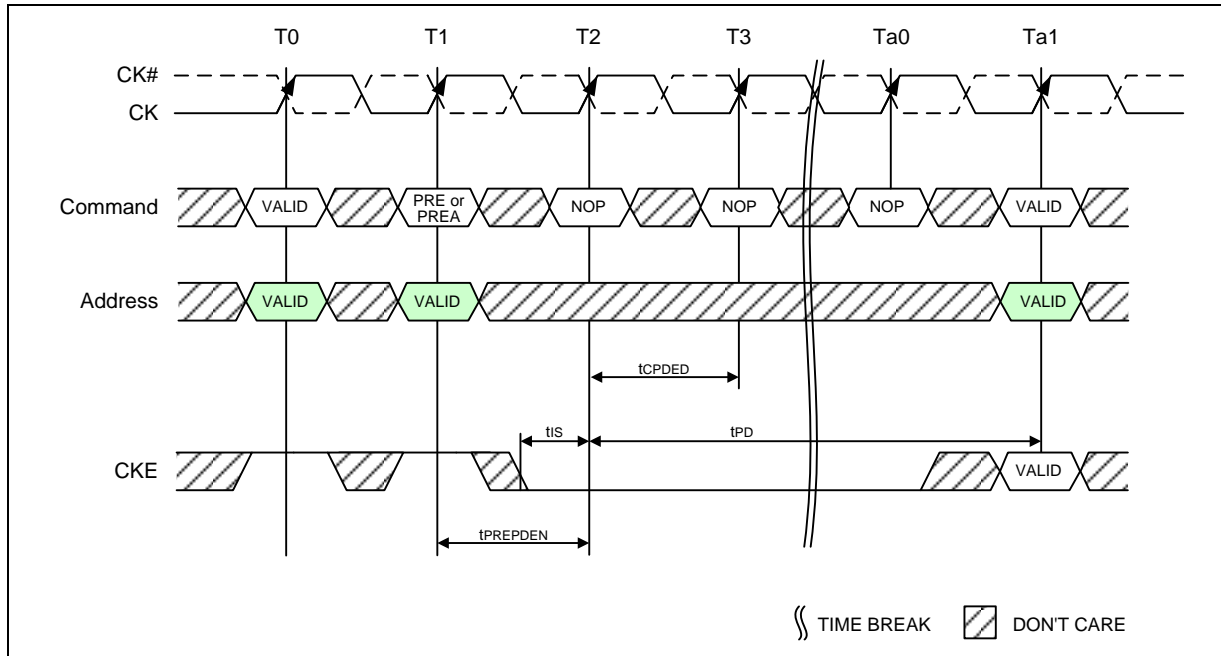 T0 T1 T2 T3 Ta0 Ta1
CK#
CK
Command VALID PRE or PREA NOP NOP NOP VALID
Address VALID VALID VALID
tCPDED
tIS tPD
CKE VALID
tPREPDEN
TIME BREAK DON'T CARE